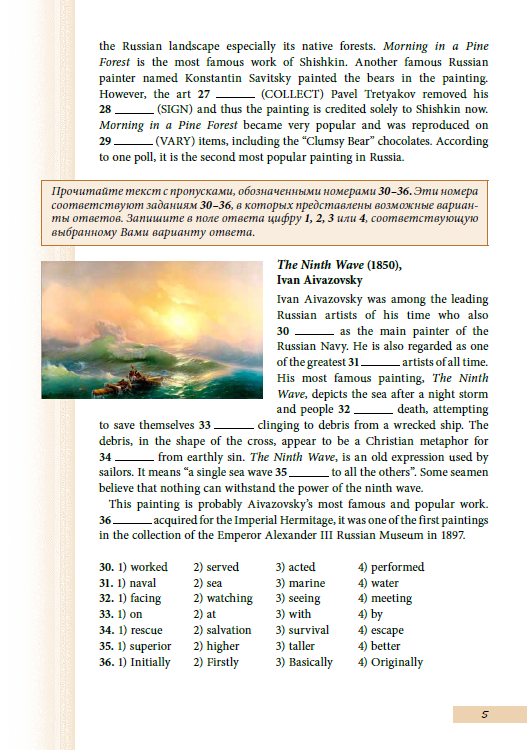 the Russian landscape especially its native forests. Morning in a Pine
Forest is the most famous work of Shishkin. Another famous Russian
painter named Konstantin Savitsky painted the bears in the painting.
However, the art 27 _______ (COLLECT) Pavel Tretyakov removed his
28 _______ (SIGN) and thus the painting is credited solely to Shishkin now.
Morning in a Pine Forest became very popular and was reproduced on
29 _______ (VARY) items, including the “Clumsy Bear” chocolates. According
to one poll, it is the second most popular painting in Russia.
Прочитайте текст с пропусками, обозначенными номерами 30–36. Эти номера
соответствуют заданиям 30–36, в которых представлены возможные вариан-
ты ответов. Запишите в поле ответа цифру 1, 2, 3 или 4, соответствующую
выбранному Вами варианту ответа.
The Ninth Wave (1850),
Ivan Aivazovsky
Ivan Aivazovsky was among the leading
Russian artists of his time who also
30 _______ as the main painter of the
Russian Navy. He is also regarded as one
of the greatest 31 _______ artists of all time.
His most famous painting, The Ninth
Wave, depicts the sea after a night storm
and people 32 _______ death, attempting
to save themselves 33 _______ clinging to debris from a wrecked ship. The
debris, in the shape of the cross, appear to be a Christian metaphor for
34 _______ from earthly sin. The Ninth Wave, is an old expression used by
sailors. It means “a single sea wave 35 _______ to all the others”. Some seamen
believe that nothing can withstand the power of the ninth wave.
This painting is probably Aivazovsky’s most famous and popular work.
36 _______ acquired for the Imperial Hermitage, it was one of the first paintings
in the collection of the Emperor Alexander III Russian Museum in 1897.
30. 1) worked 2) served 3) acted 4) performed
31. 1) naval 2) sea 3) marine 4) water
32. 1) facing 2) watching 3) seeing 4) meeting
33. 1) on 2) at 3) with 4) by
34. 1) rescue 2) salvation 3) survival 4) escape
35. 1) superior 2) higher 3) taller 4) better
36. 1) Initially 2) Firstly 3) Basically 4) Originally
5